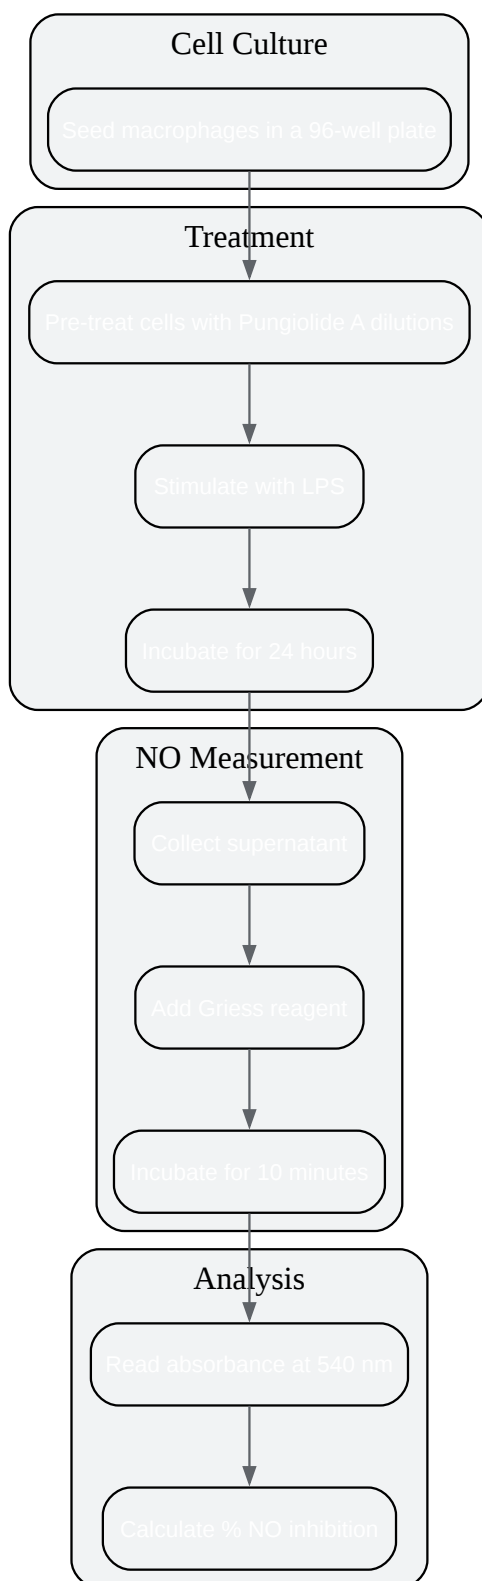 Cell Culture
Seed macrophages in a 96-well plate
Treatment
Pre-treat cells with Pungiolide A dilutions
Stimulate with LPS
Incubate for 24 hours
NO Measurement
Collect supernatant
Add Griess reagent
Incubate for 10 minutes
Analysis
Read absorbance at 540 nm
Calculate % NO inhibition